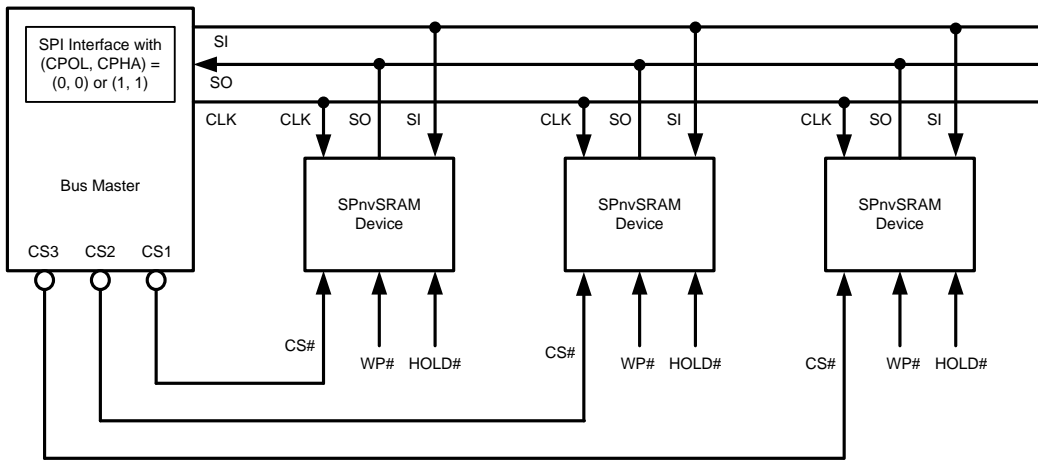 SPI Interface with
(CPOL, CPHA) =
(0, 0) or (1, 1)
SI
SO
CLK
Bus Master
CS3 CS2 CS1
CLK SO SI
SPnvSRAM
Device
CS#
WP# HOLD#
CLK SO SI
SPnvSRAM
Device
CS#
WP# HOLD#
CLK SO SI
SPnvSRAM
Device
CS#
WP# HOLD#